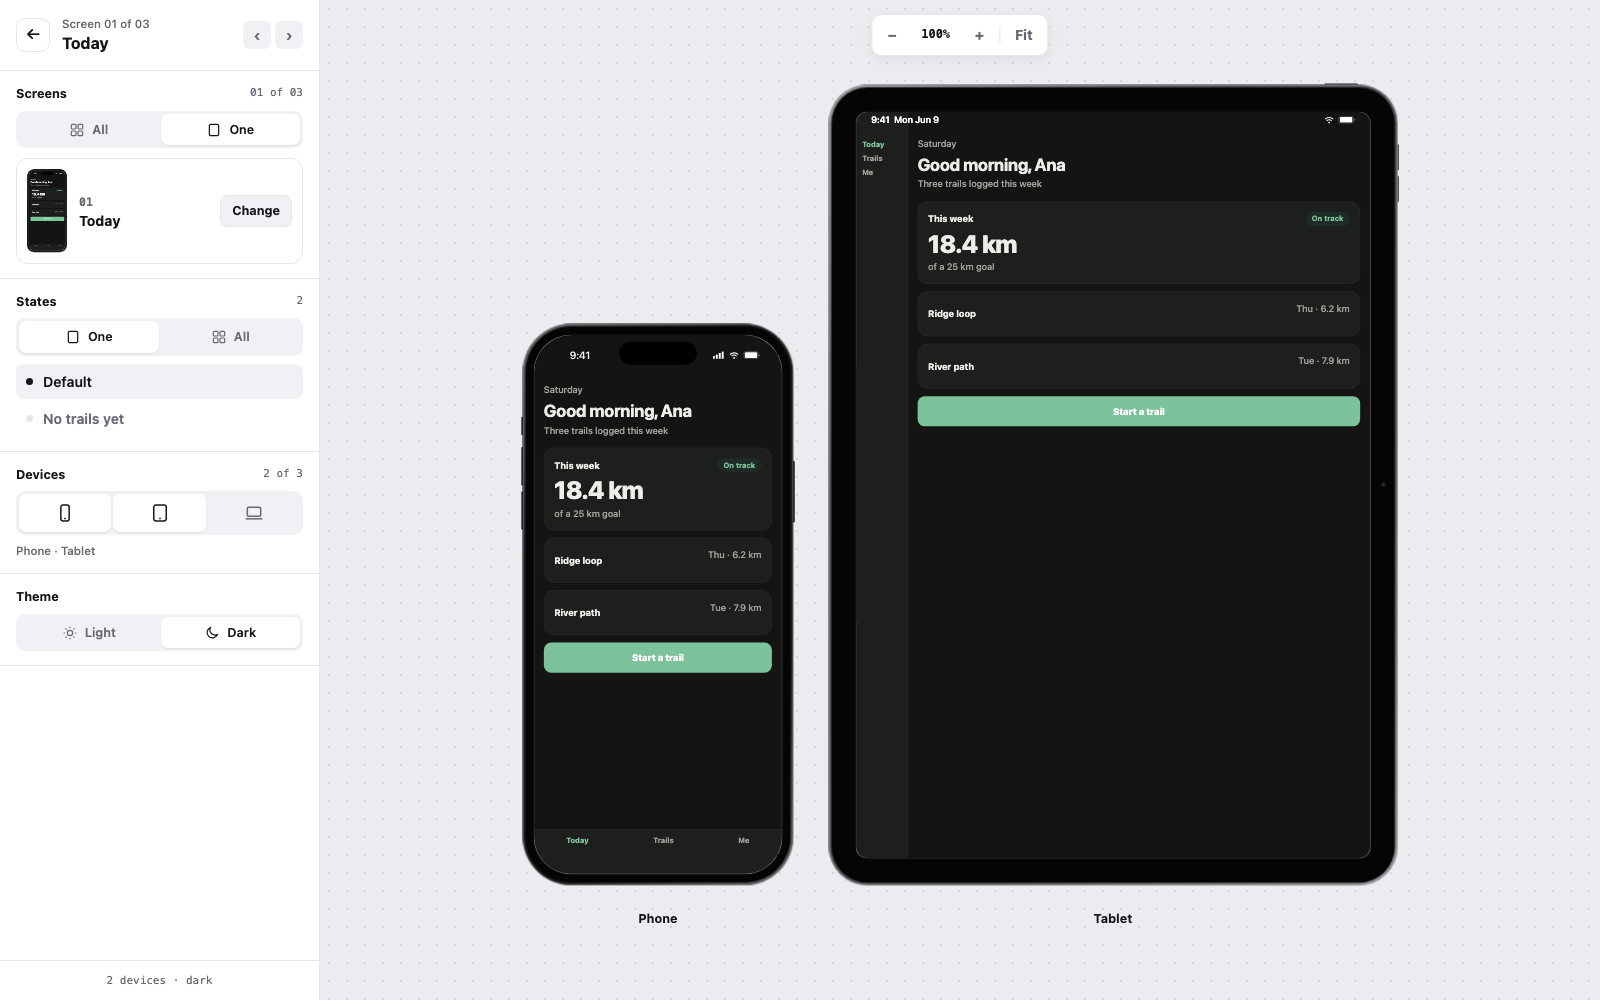 Screen 01 of 03
Today
Screens
01 of 03
All
One
01
Today
Change
States
2
One
All
Default
No trails yet
Devices
2 of 3
Phone · Tablet
Theme
Light
Dark
2 devices · dark
− 100% + Fit
9:41
Saturday
Good morning, Ana
Three trails logged this week
This week
On track
18.4 km
of a 25 km goal
Ridge loop
Thu · 6.2 km
River path
Tue · 7.9 km
Start a trail
Today
Trails
Me
Phone
9:41 Mon Jun 9
Today
Trails
Me
Saturday
Good morning, Ana
Three trails logged this week
This week
On track
18.4 km
of a 25 km goal
Ridge loop
Thu · 6.2 km
River path
Tue · 7.9 km
Start a trail
Tablet